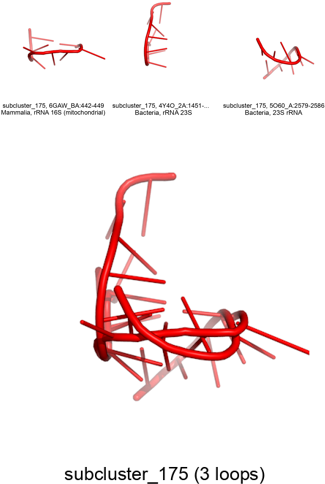 subcluster_175, 6GAW_BA:442-449
Mammalia, rRNA 16S (mitochondrial)
subcluster_175, 4Y4O_2A:1451-...
Bacteria, rRNA 23S
subcluster_175, 5O60_A:2579-2586
Bacteria, 23S rRNA
subcluster_175 (3 loops)